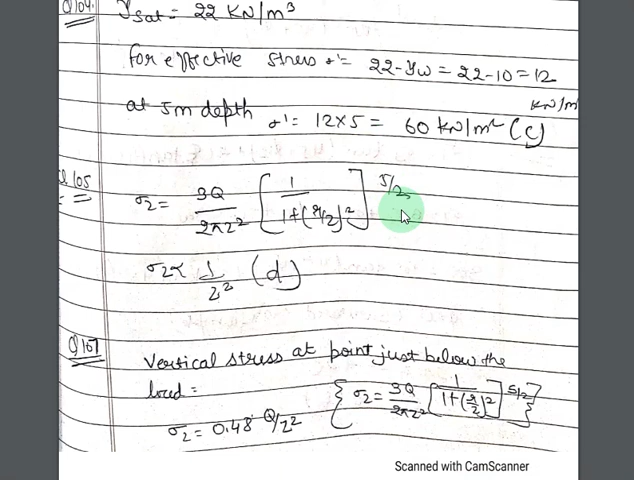 Q104. γsat = 22 KN/m³
for effective stress σ' = 22-γw = 22-10 = 12 KN/m
at 5m depth σ' = 12×5 = 60 KN/m² (C)
Q105 σz = 3Q/2πz² [1/1+(r/z)²]^5/2
σz ∝ 1/z² (d)
Q107 Vertical stress at point just below the
load =
σz = 0.48 Q/z² {σz = 3Q/2πz² [1/1+(r/z)²]^5/2}
Scanned with CamScanner